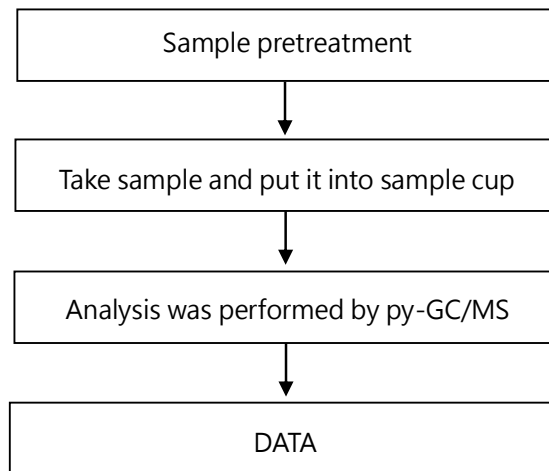 Sample pretreatment
Take sample and put it into sample cup
Analysis was performed by py-GC/MS
DATA